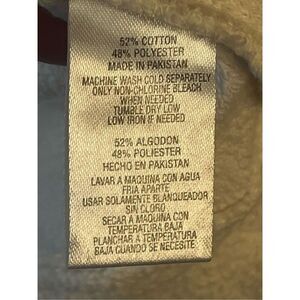 52% COTTON
48% POLYESTER
MADE IN PAKISTAN
MACHINE WASH COLD SEPARATELY
ONLY NON-CHLORINE BLEACH
WHEN NEEDED
TUMBLE DRY LOW
LOW IRON IF NEEDED
52% ALGODON
48% POLIESTER
HECHO EN PAKISTAN
LAVAR A MAQUINA CON AGUA
FRIA APARTE
USAR SOLAMENTE BLANQUEADOR
SIN CLORO
SECAR A MAQUINA CON
TEMPERATURA BAJA
PLANCHAR A TEMPERATURA
BAJA CUANDO SE NECESITE